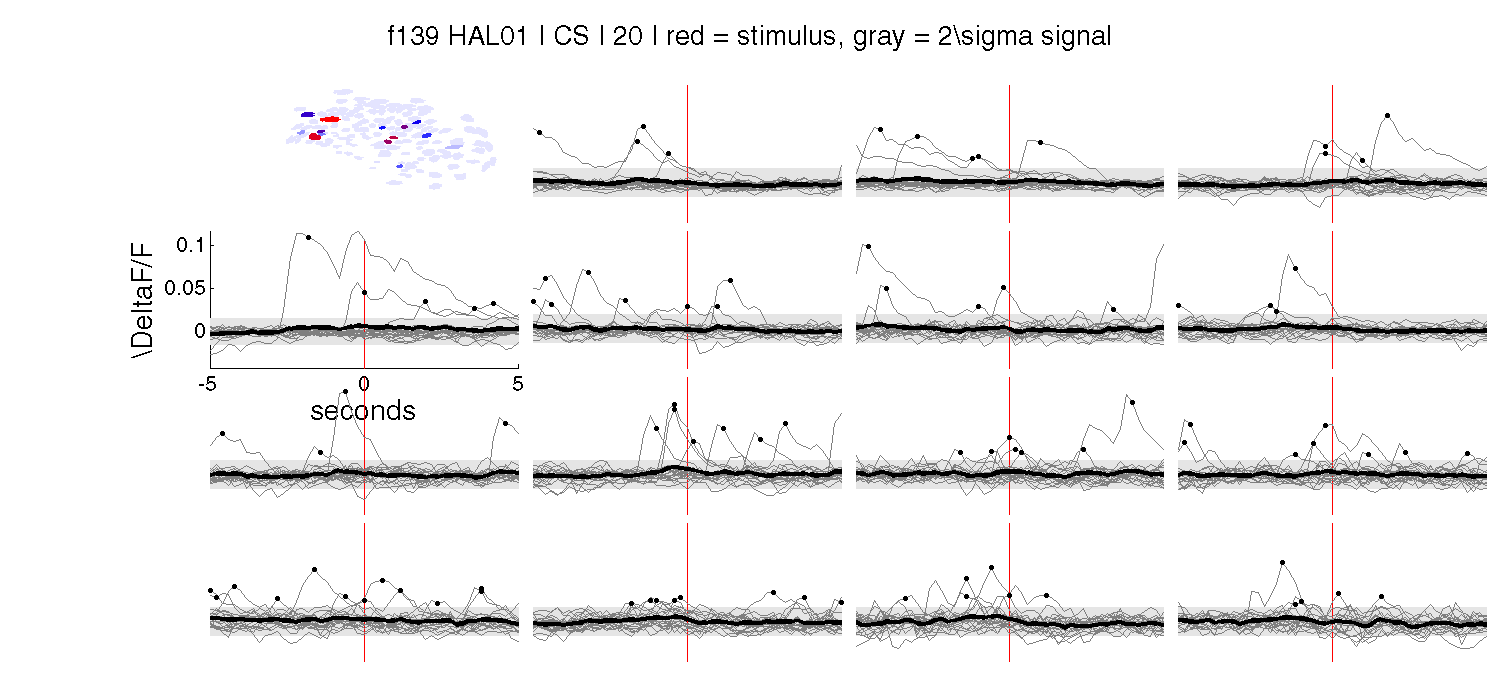 f139 HAL01 | CS | 20 | red = stimulus, gray = 2\sigma signal
\DeltaF/F
0.1
0.05
0
-5 0 5
seconds